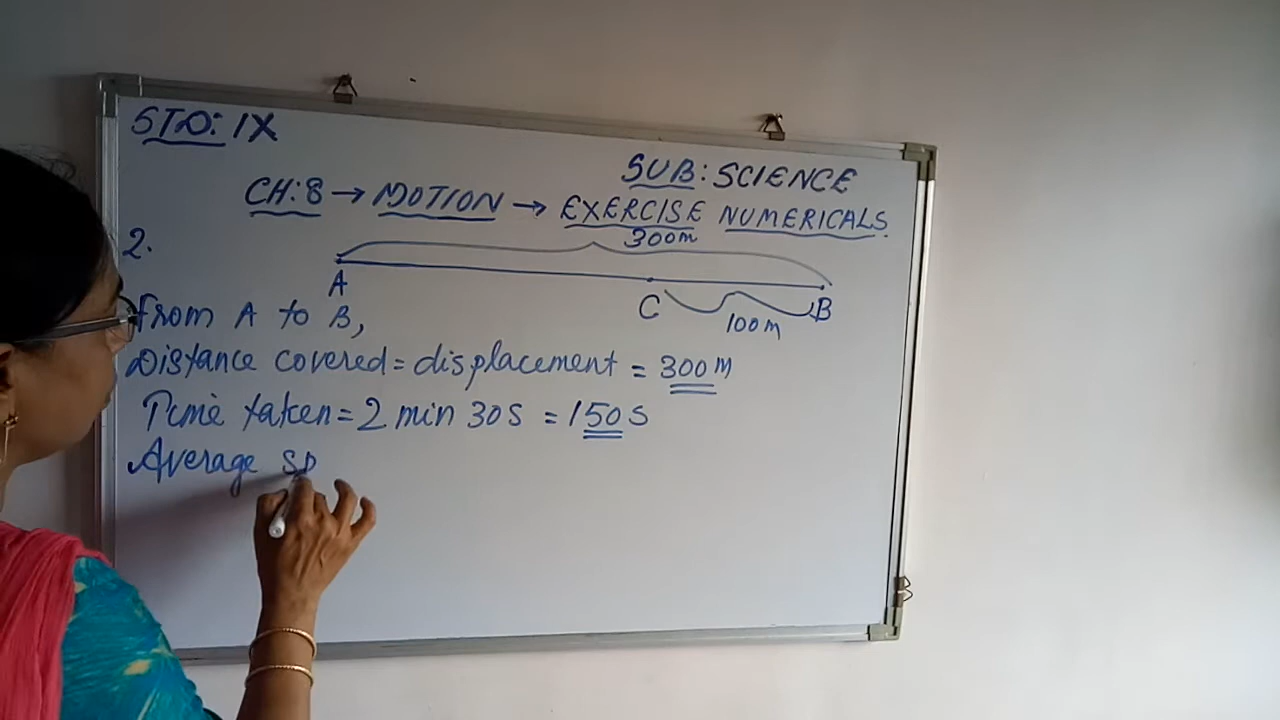 STD: IX
SUB: SCIENCE
CH: 8 → MOTION → EXERCISE NUMERICALS
2.
300m
A
C
B
100m
From A to B,
Distance covered = displacement = 300m
Time taken = 2 min 30s = 150s
Average sp